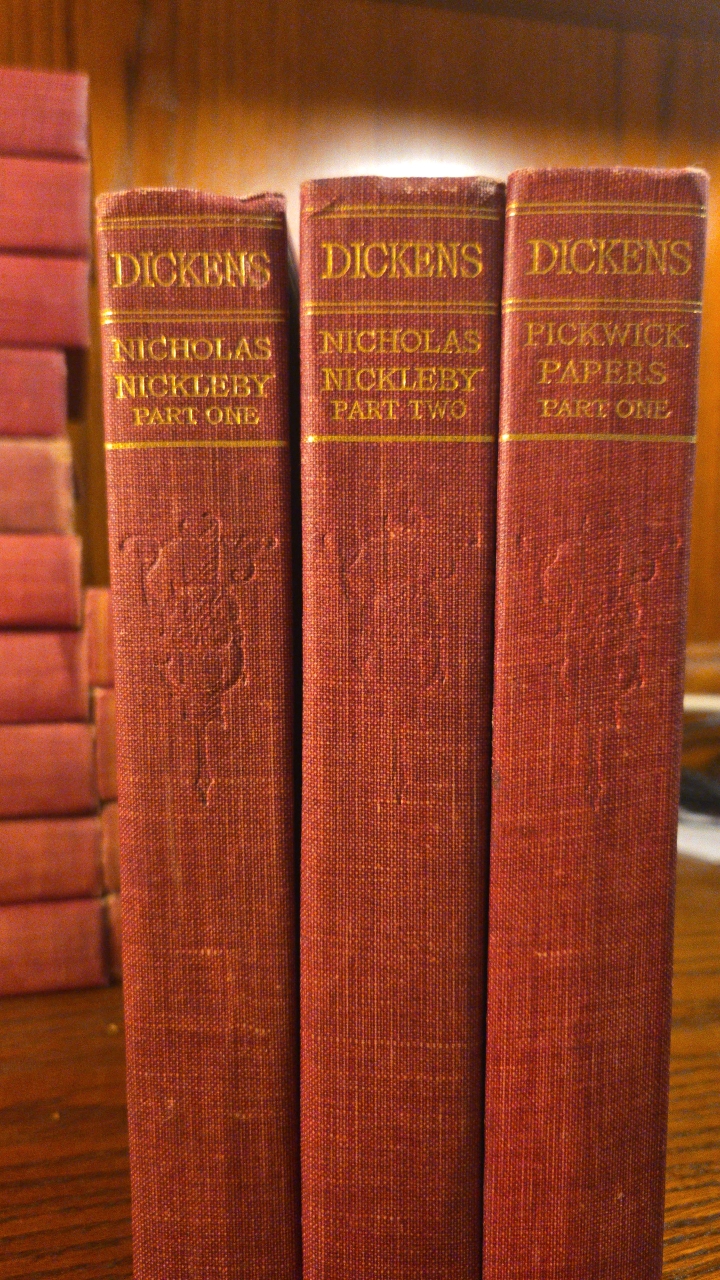 DICKENS
NICHOLAS
NICKLEBY
PART ONE
DICKENS
NICHOLAS
NICKLEBY
PART TWO
DICKENS
PICKWICK
PAPERS
PART ONE